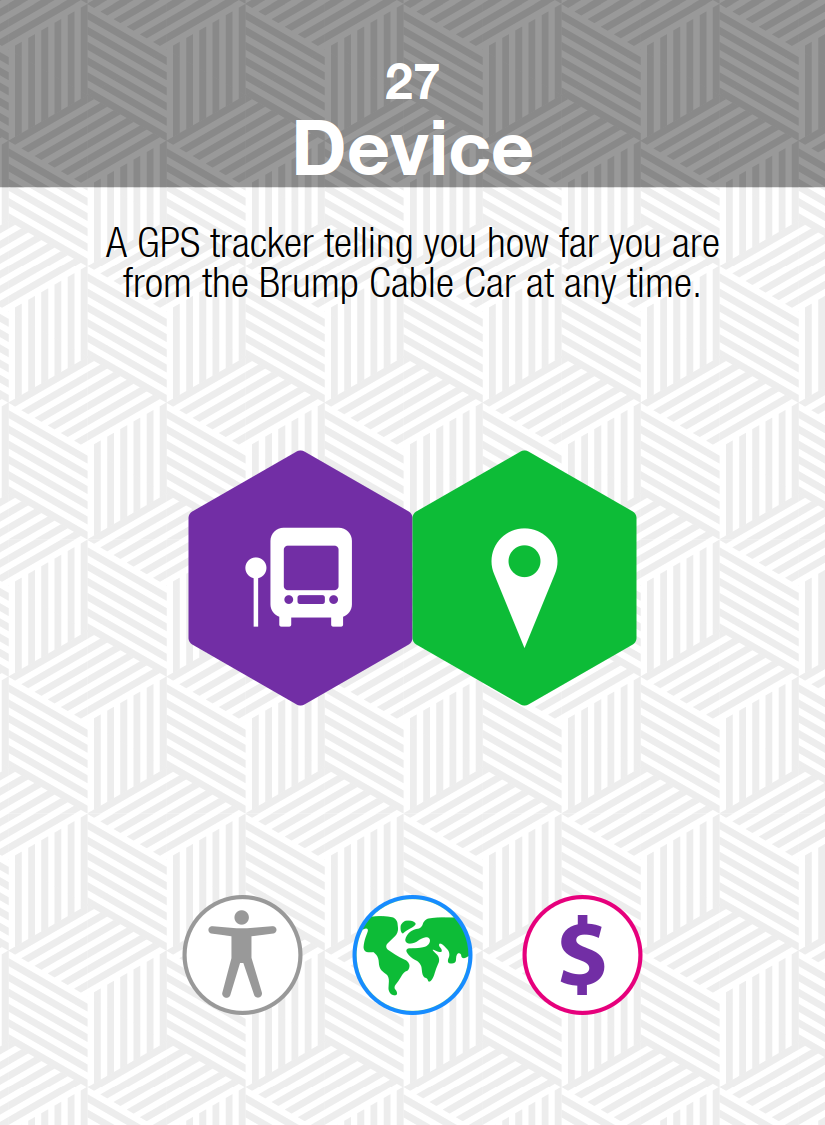 27
Device
A GPS tracker telling you how far you are
from the Brump Cable Car at any time.
$